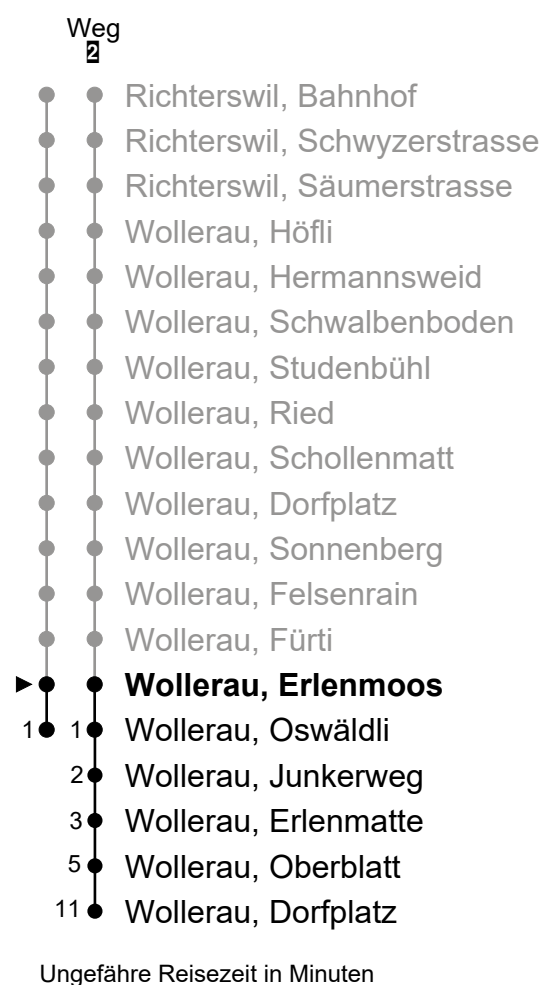 Weg
2
Richterswil, Bahnhof
Richterswil, Schwyzerstrasse
Richterswil, Säumerstrasse
Wollerau, Höfli
Wollerau, Hermannsweid
Wollerau, Schwalbenboden
Wollerau, Studenbühl
Wollerau, Ried
Wollerau, Schollenmatt
Wollerau, Dorfplatz
Wollerau, Sonnenberg
Wollerau, Felsenrain
Wollerau, Fürti
Wollerau, Erlenmoos
1 1 Wollerau, Oswäldli
2 Wollerau, Junkerweg
3 Wollerau, Erlenmatte
5 Wollerau, Oberblatt
11 Wollerau, Dorfplatz
Ungefähre Reisezeit in Minuten